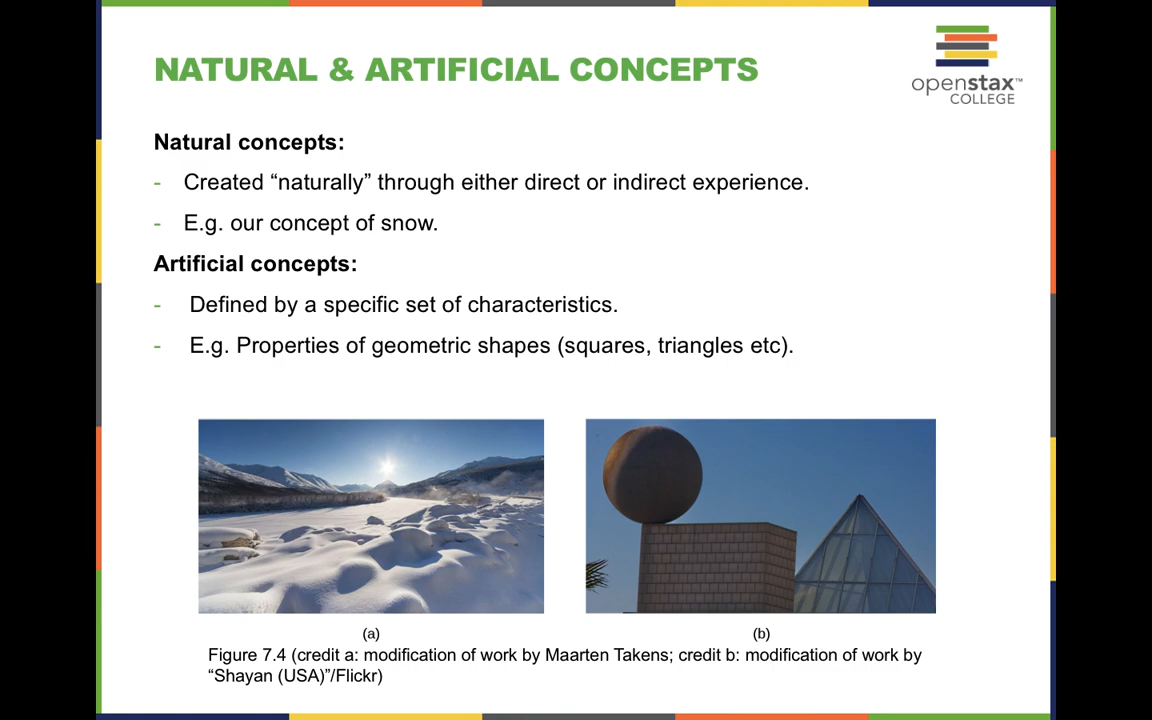 NATURAL & ARTIFICIAL CONCEPTS
openstax™
COLLEGE
Natural concepts:
- Created “naturally” through either direct or indirect experience.
- E.g. our concept of snow.
Artificial concepts:
- Defined by a specific set of characteristics.
- E.g. Properties of geometric shapes (squares, triangles etc).
(a)
(b)
Figure 7.4 (credit a: modification of work by Maarten Takens; credit b: modification of work by
“Shayan (USA)”/Flickr)